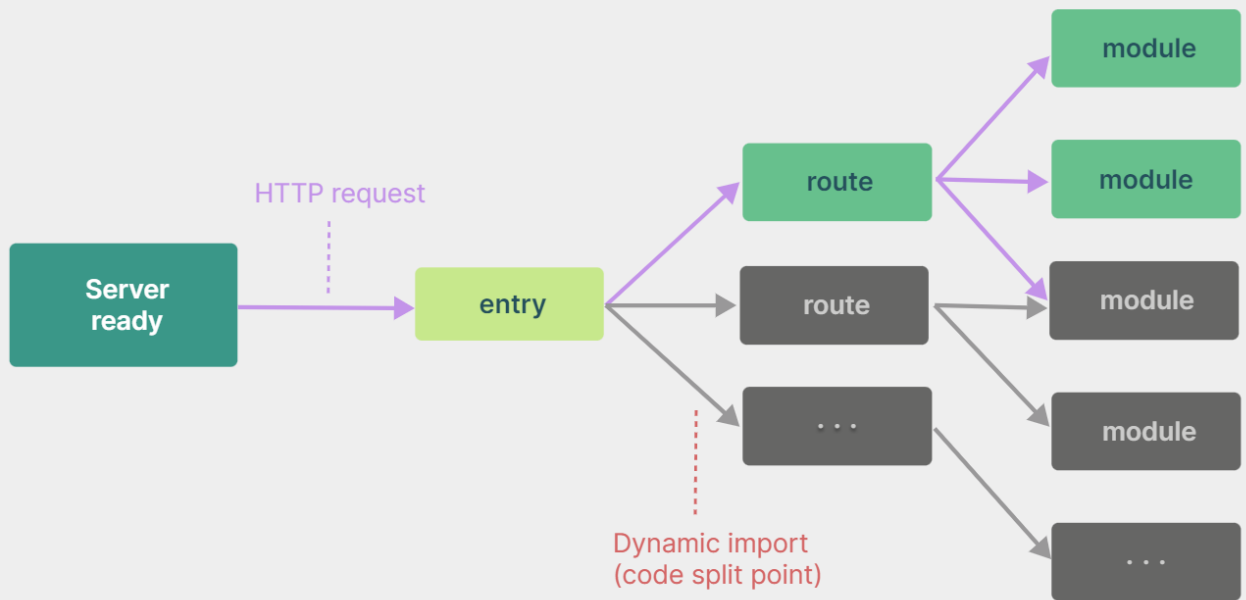 HTTP request
Server
ready
entry
route
route
· · ·
Dynamic import
(code split point)
module
module
module
module
· · ·